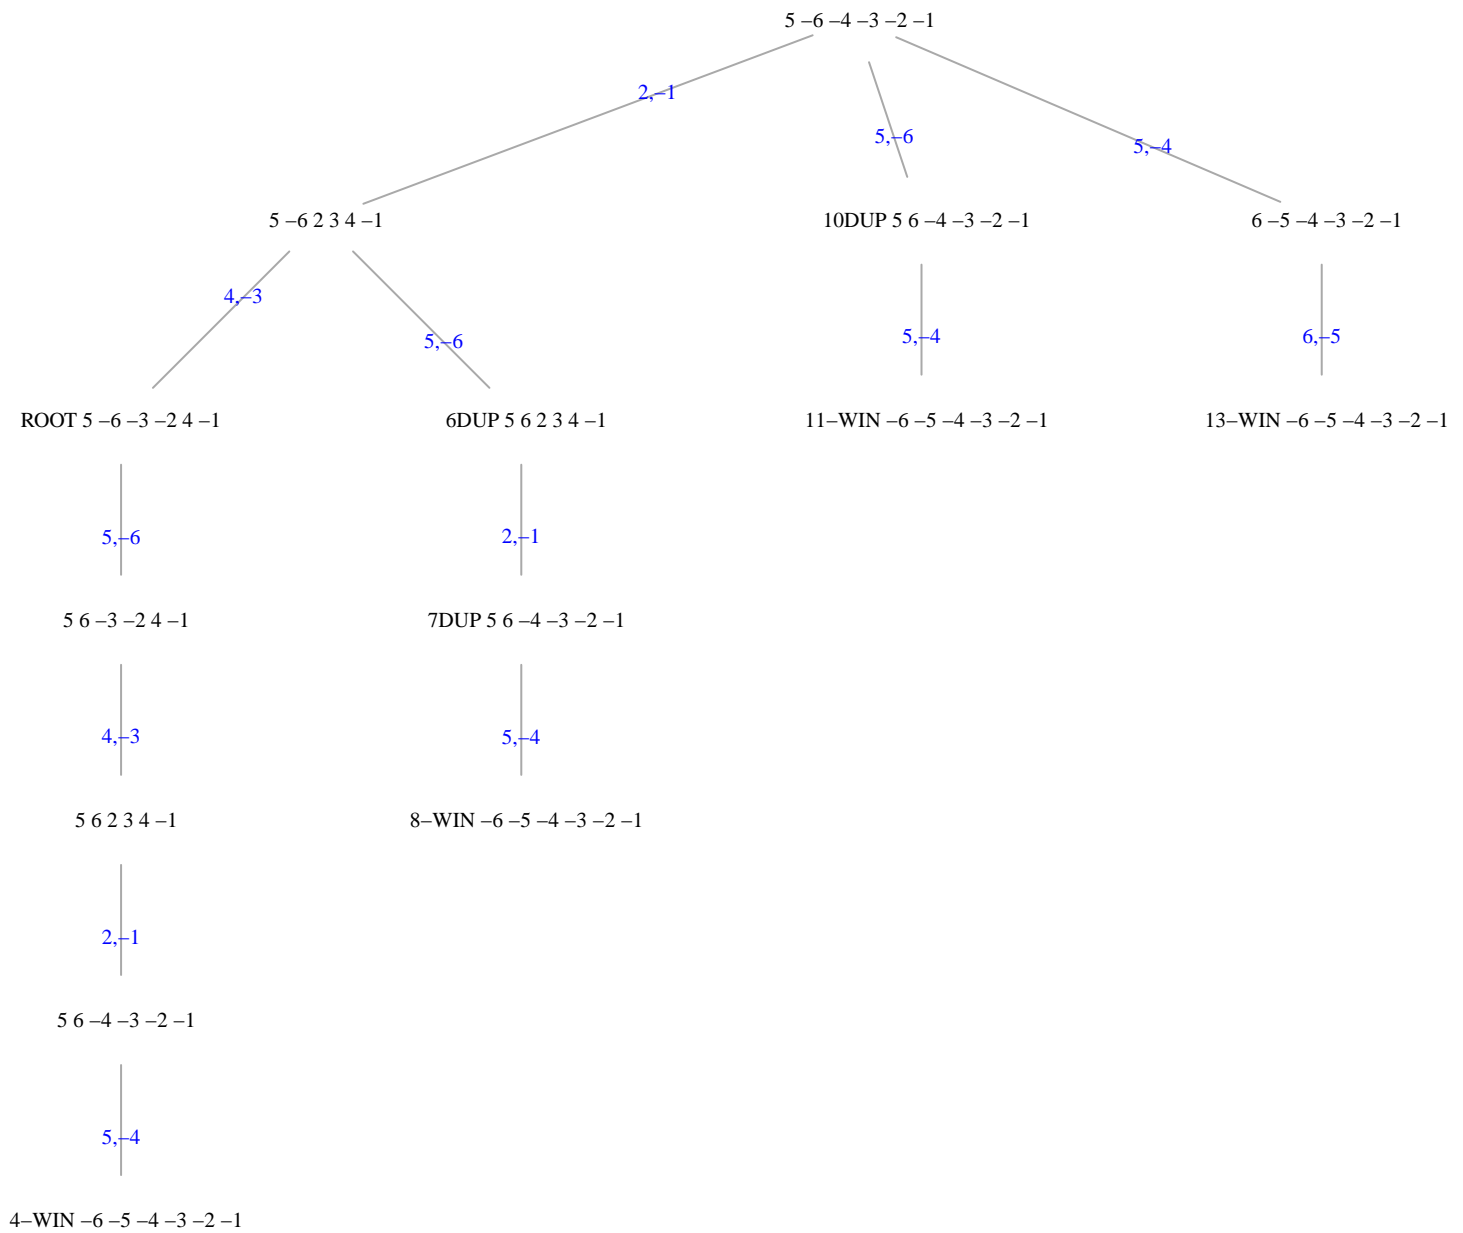 5 –6 –4 –3 –2 –1
2,–1
5,–6
5,–4
5 –6 2 3 4 –1
10DUP 5 6 –4 –3 –2 –1
6 –5 –4 –3 –2 –1
4,–3
5,–6
5,–4
6,–5
ROOT 5 –6 –3 –2 4 –1
6DUP 5 6 2 3 4 –1
11–WIN –6 –5 –4 –3 –2 –1
13–WIN –6 –5 –4 –3 –2 –1
5,–6
2,–1
5 6 –3 –2 4 –1
7DUP 5 6 –4 –3 –2 –1
4,–3
5,–4
5 6 2 3 4 –1
8–WIN –6 –5 –4 –3 –2 –1
2,–1
5 6 –4 –3 –2 –1
5,–4
4–WIN –6 –5 –4 –3 –2 –1